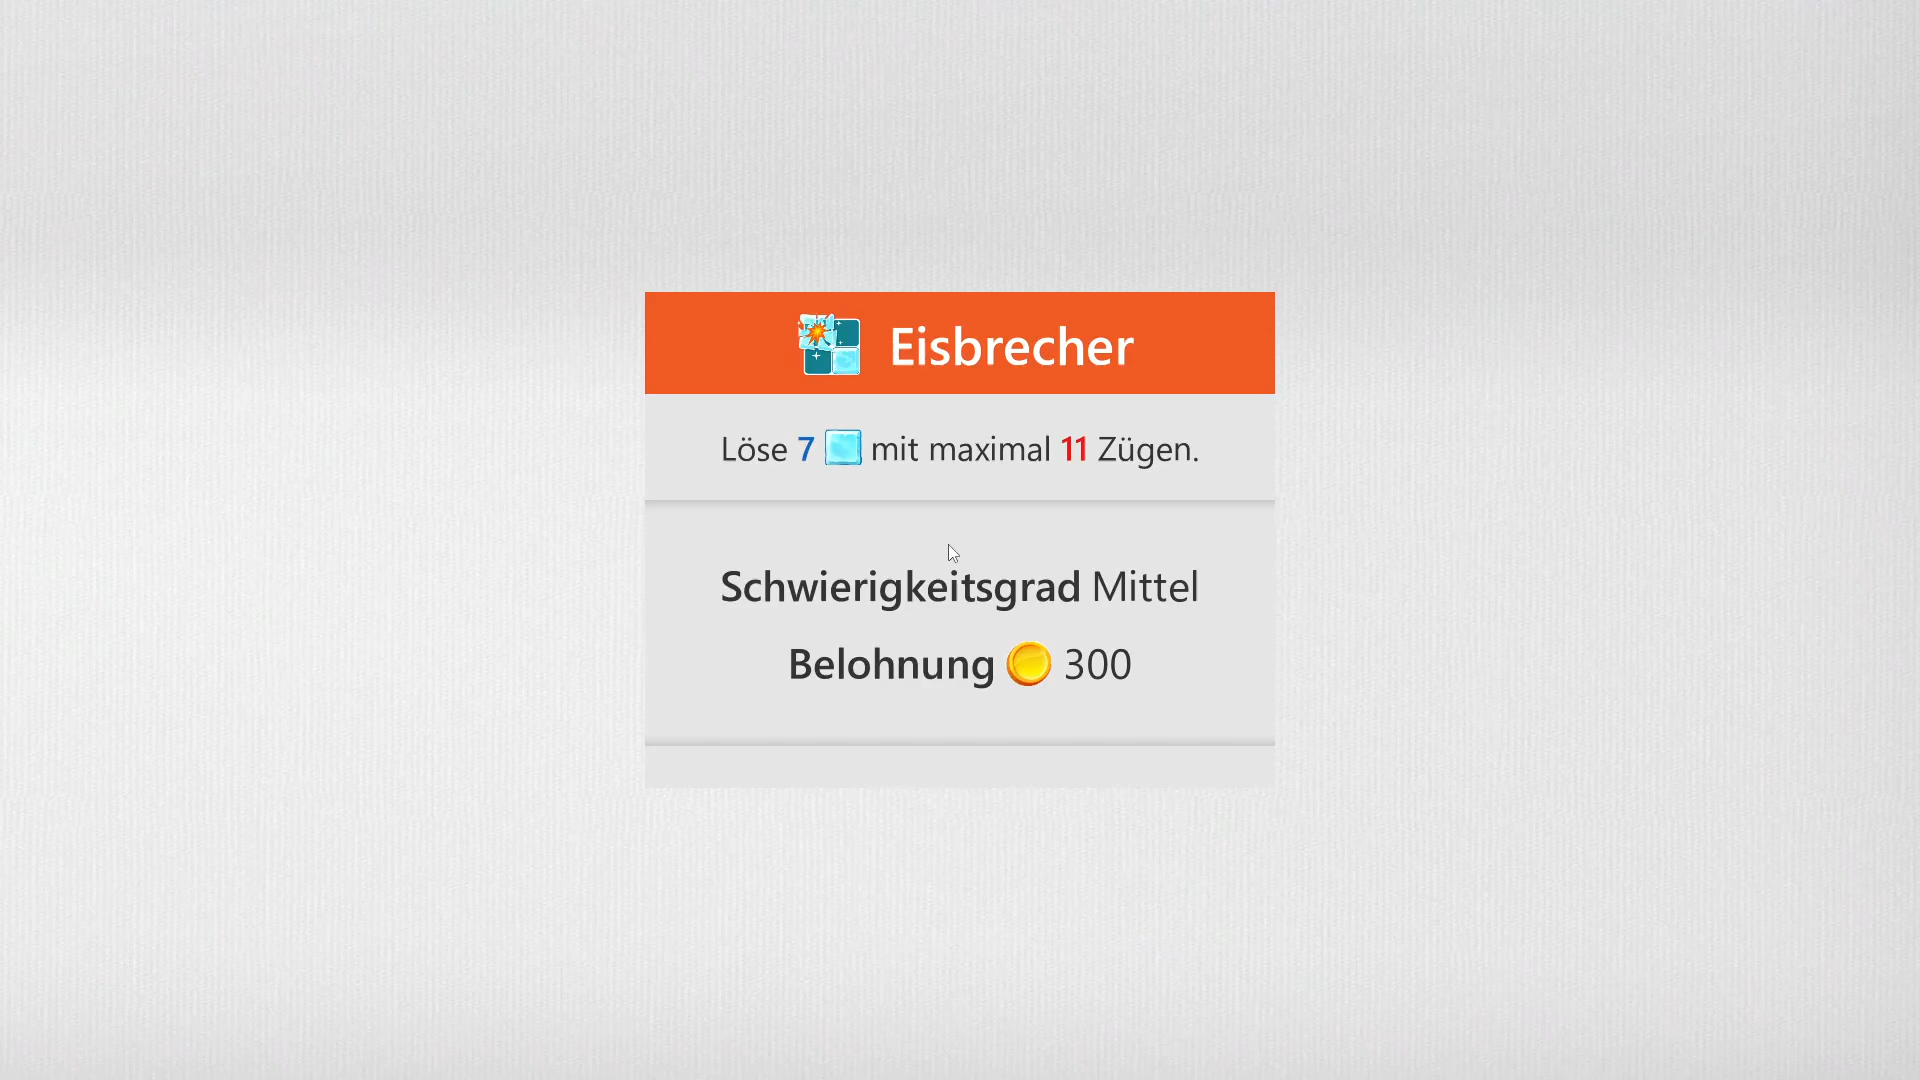 Eisbrecher
Löse 7 mit maximal 11 Zügen.
Schwierigkeitsgrad Mittel
Belohnung 300